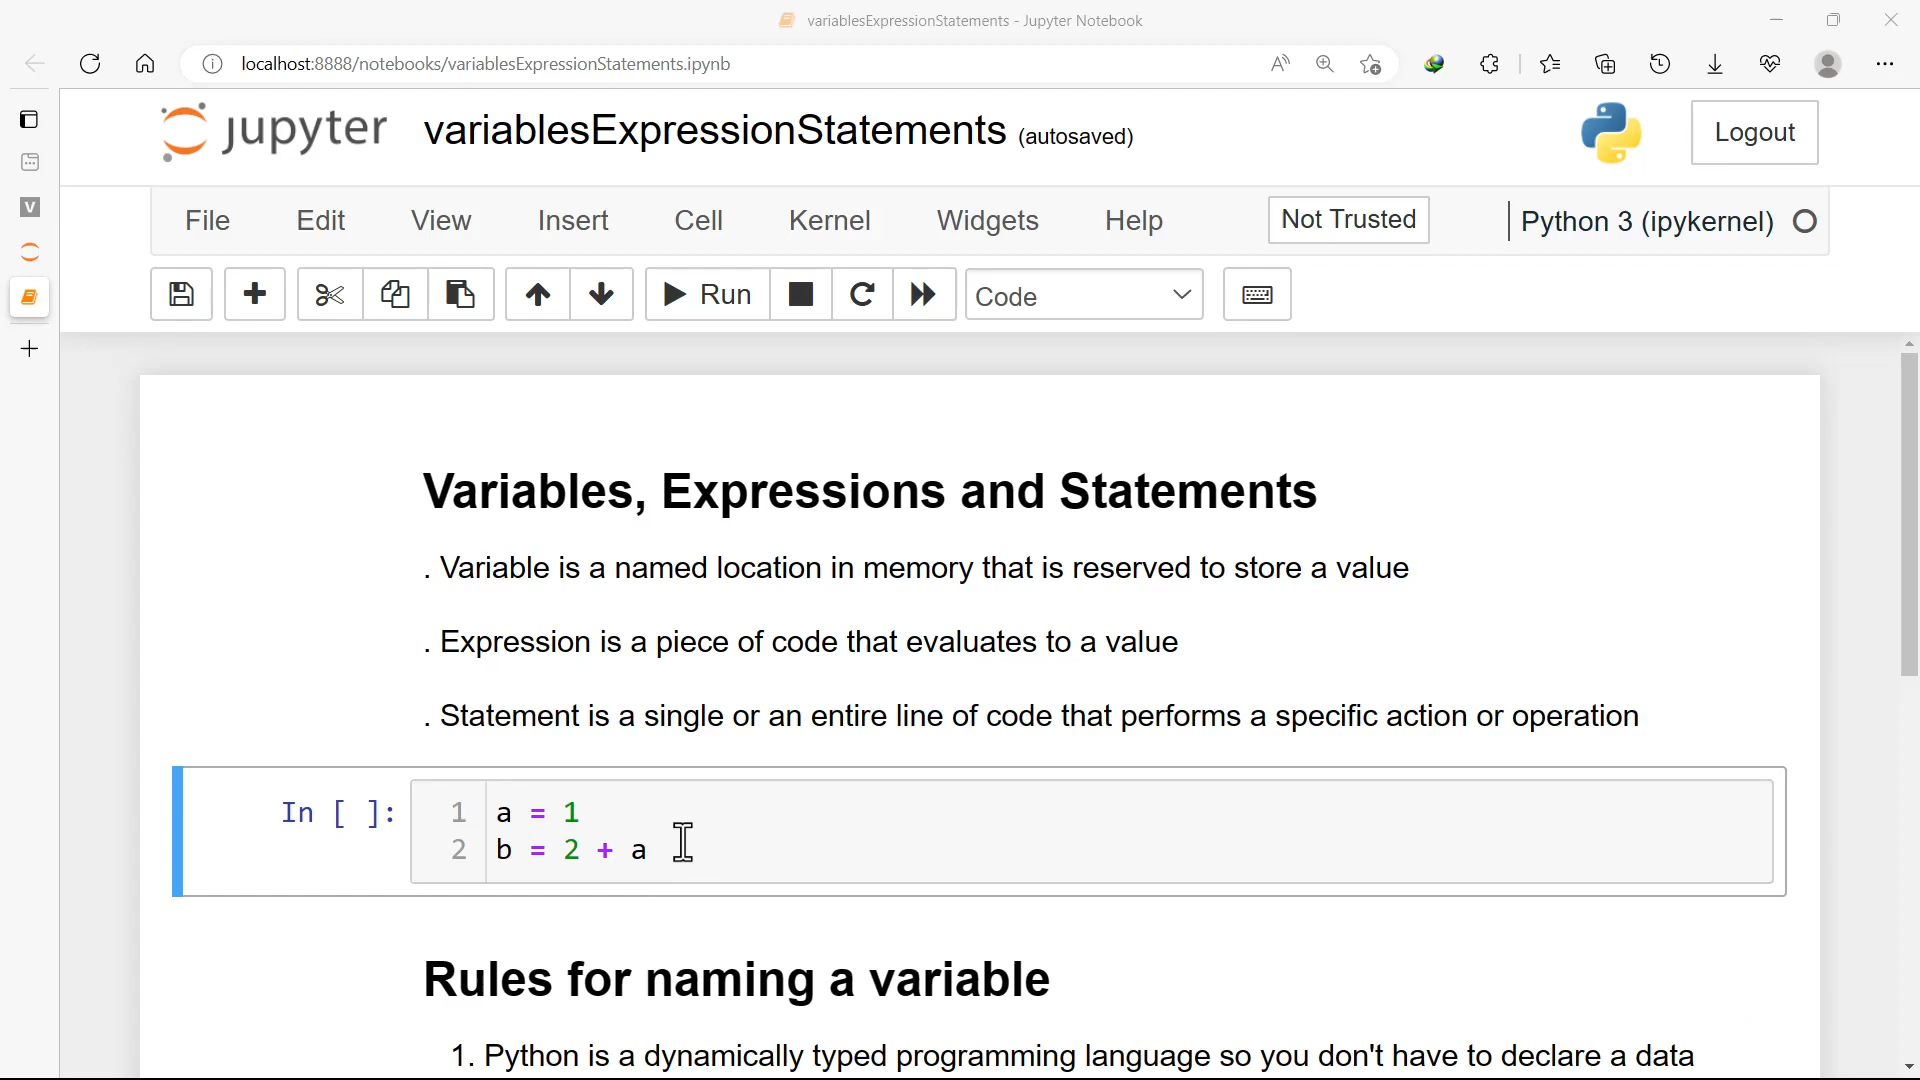 variablesExpressionStatements - Jupyter Notebook
localhost:8888/notebooks/variablesExpressionStatements.ipynb
jupyter variablesExpressionStatements (autosaved)
Logout
File Edit View Insert Cell Kernel Widgets Help Not Trusted Python 3 (ipykernel)
Run Code
V
Variables, Expressions and Statements
. Variable is a named location in memory that is reserved to store a value
. Expression is a piece of code that evaluates to a value
. Statement is a single or an entire line of code that performs a specific action or operation
In [ ]: 1 a = 1
2 b = 2 + a
Rules for naming a variable
1. Python is a dynamically typed programming language so you don't have to declare a data